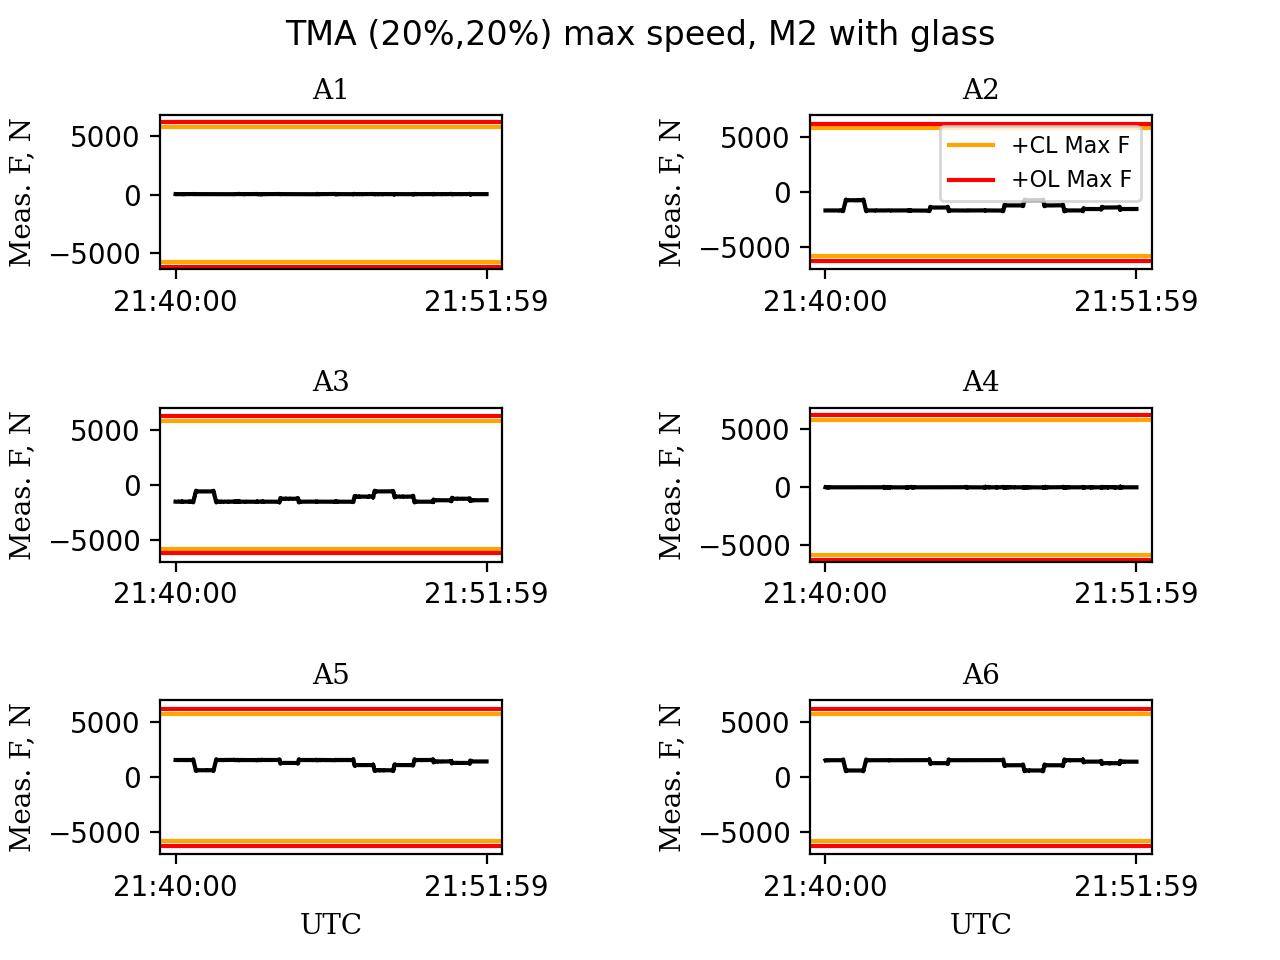 TMA (20%,20%) max speed, M2 with glass
A1
Meas. F, N
5000
0
−5000
21:40:00
21:51:59
A2
Meas. F, N
5000
0
−5000
+CL Max F
+OL Max F
21:40:00
21:51:59
A3
Meas. F, N
5000
0
−5000
21:40:00
21:51:59
A4
Meas. F, N
5000
0
−5000
21:40:00
21:51:59
A5
Meas. F, N
5000
0
−5000
21:40:00
21:51:59
UTC
A6
Meas. F, N
5000
0
−5000
21:40:00
21:51:59
UTC